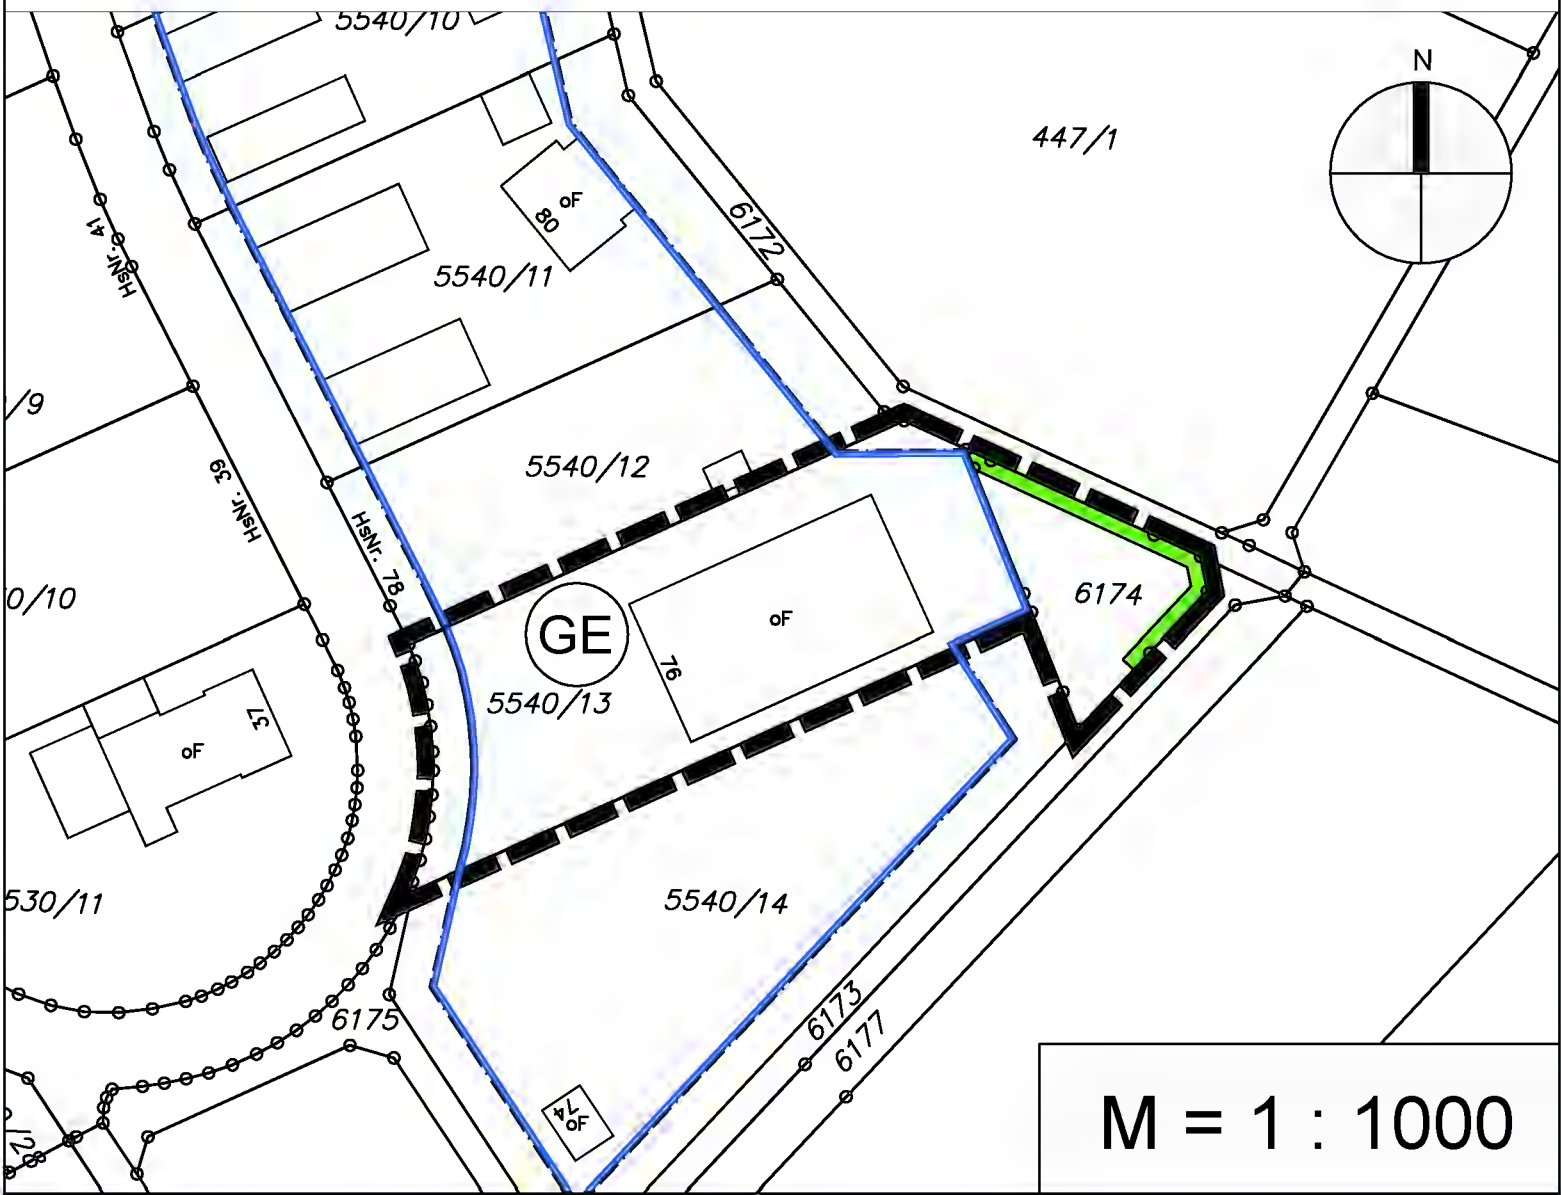 5540/10
N
447/1
HsNr. 41
oF
80
6172
5540/11
/9
HsNr. 39
5540/12
HsNr. 78
0/10
6174
GE
oF
76
5540/13
37
oF
530/11
5540/14
6175
6173
6177
74
oF
M = 1 : 1000